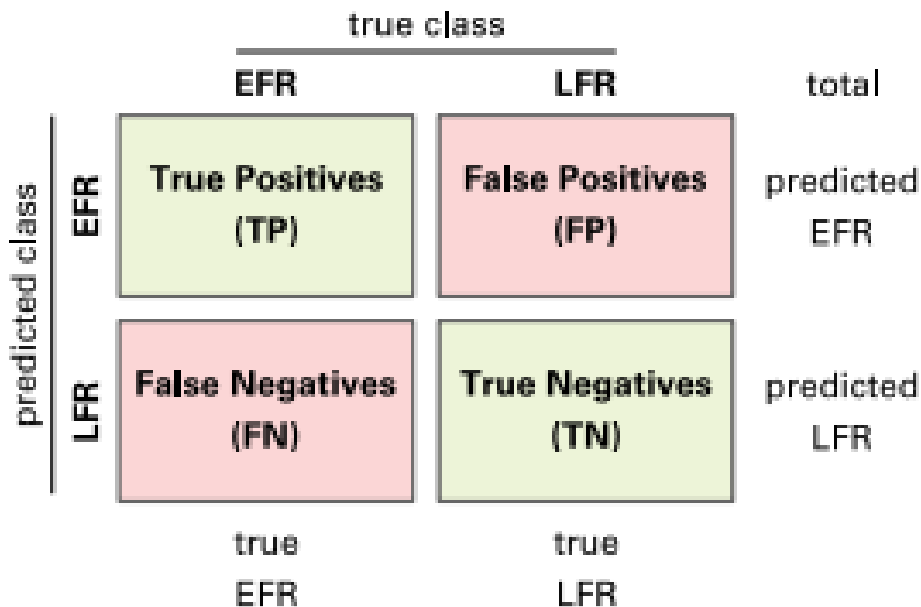 true class
EFR LFR total
predicted class
EFR
True Positives
(TP)
False Positives
(FP)
predicted
EFR
LFR
False Negatives
(FN)
True Negatives
(TN)
predicted
LFR
true
EFR
true
LFR